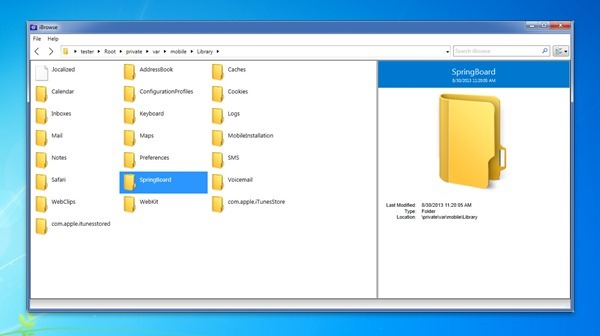 iBrowse
File Help
tester Root private var mobile Library
Search iBrowse
.localized AddressBook Caches
Calendar ConfigurationProfiles Cookies
Inboxes Keyboard Logs
Mail Maps MobileInstallation
Notes Preferences SMS
Safari SpringBoard Voicemail
WebClips WebKit com.apple.iTunesStore
com.apple.itunesstored
SpringBoard
8/30/2013 11:20:05 AM
Last Modified: 8/30/2013 11:20:05 AM
Type: Folder
Location: \private\var\mobile\Library